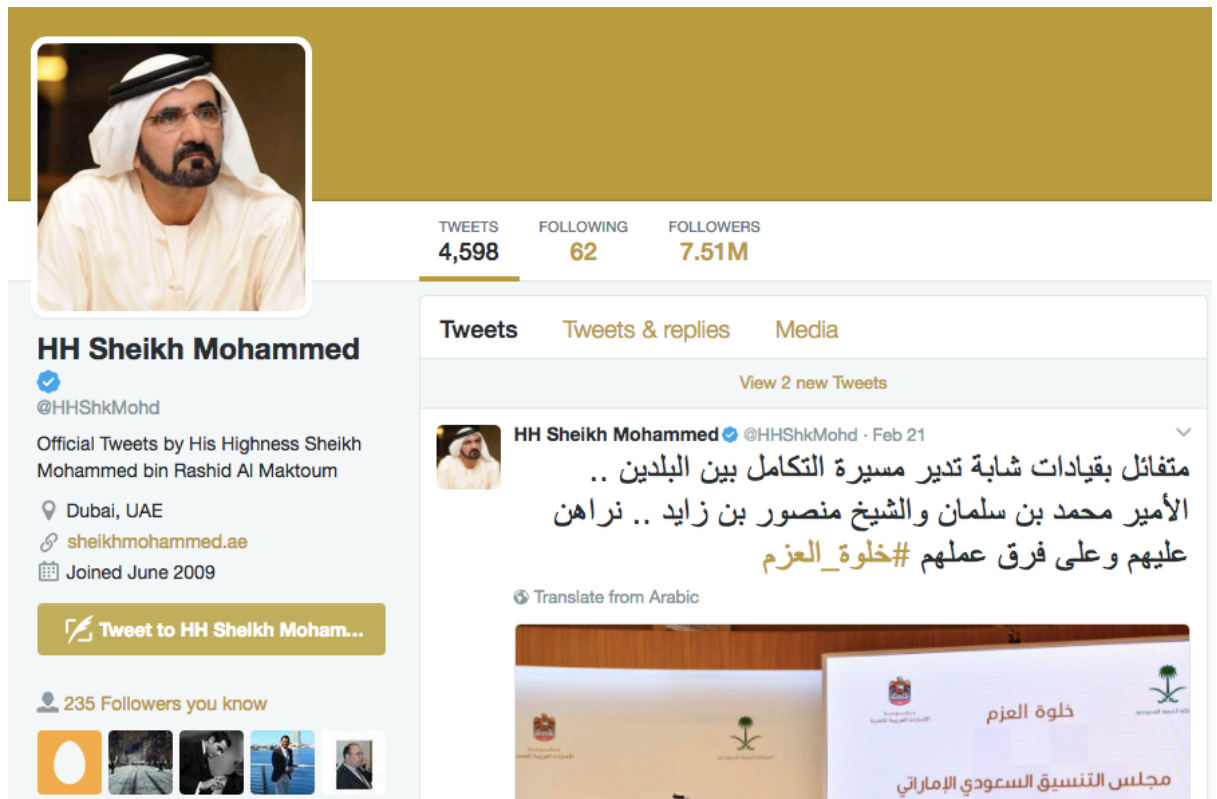 TWEETS FOLLOWING FOLLOWERS
4,598 62 7.51M
HH Sheikh Mohammed
@HHShkMohd
Official Tweets by His Highness Sheikh
Mohammed bin Rashid Al Maktoum
Dubai, UAE
sheikhmohammed.ae
Joined June 2009
Tweet to HH Sheikh Moham...
235 Followers you know
Tweets Tweets & replies Media
View 2 new Tweets
HH Sheikh Mohammed @HHShkMohd · Feb 21
متفائل بقيادات شابة تدير مسيرة التكامل بين البلدين ..
الأمير محمد بن سلمان والشيخ منصور بن زايد .. نراهن
عليهم وعلى فرق عملهم #خلوة_العزم
Translate from Arabic
خلوة العزم
مجلس التنسيق السعودي الإماراتي